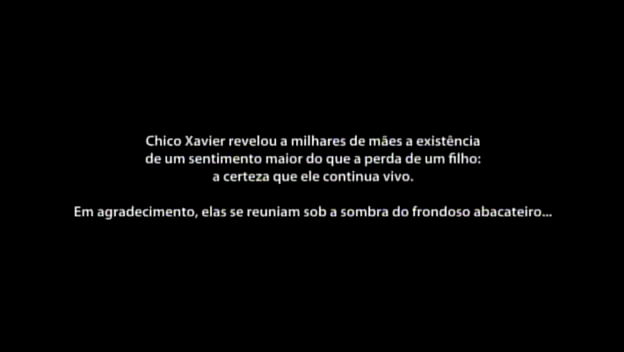 Chico Xavier revelou a milhares de mães a existência
de um sentimento maior do que a perda de um filho:
a certeza que ele continua vivo.
Em agradecimento, elas se reuniam sob a sombra do frondoso abacateiro...